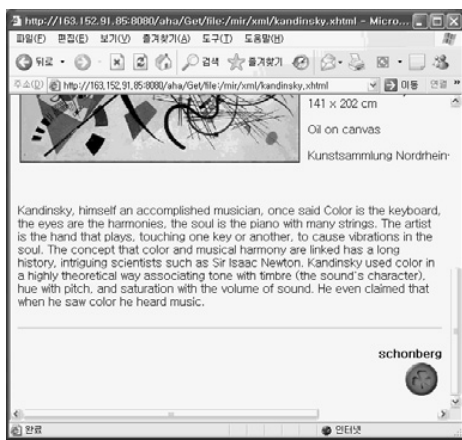 http://163.152.91.85:8080/aha/Get/file:/mir/xml/kandinsky.xhtml - Micro...
파일(F) 편집(E) 보기(V) 즐겨찾기(A) 도구(T) 도움말(H)
뒤로 검색 즐겨찾기
주소(D) http://163.152.91.85:8080/aha/Get/file:/mir/xml/kandinsky.xhtml 이동 연결 »
141 x 202 cm
Oil on canvas
Kunstsammlung Nordrhein-
Kandinsky, himself an accomplished musician, once said Color is the keyboard,
the eyes are the harmonies, the soul is the piano with many strings. The artist
is the hand that plays, touching one key or another, to cause vibrations in the
soul. The concept that color and musical harmony are linked has a long
history, intriguing scientists such as Sir Isaac Newton. Kandinsky used color in
a highly theoretical way associating tone with timbre (the sound's character),
hue with pitch, and saturation with the volume of sound. He even claimed that
when he saw color he heard music.
schonberg
완료 인터넷